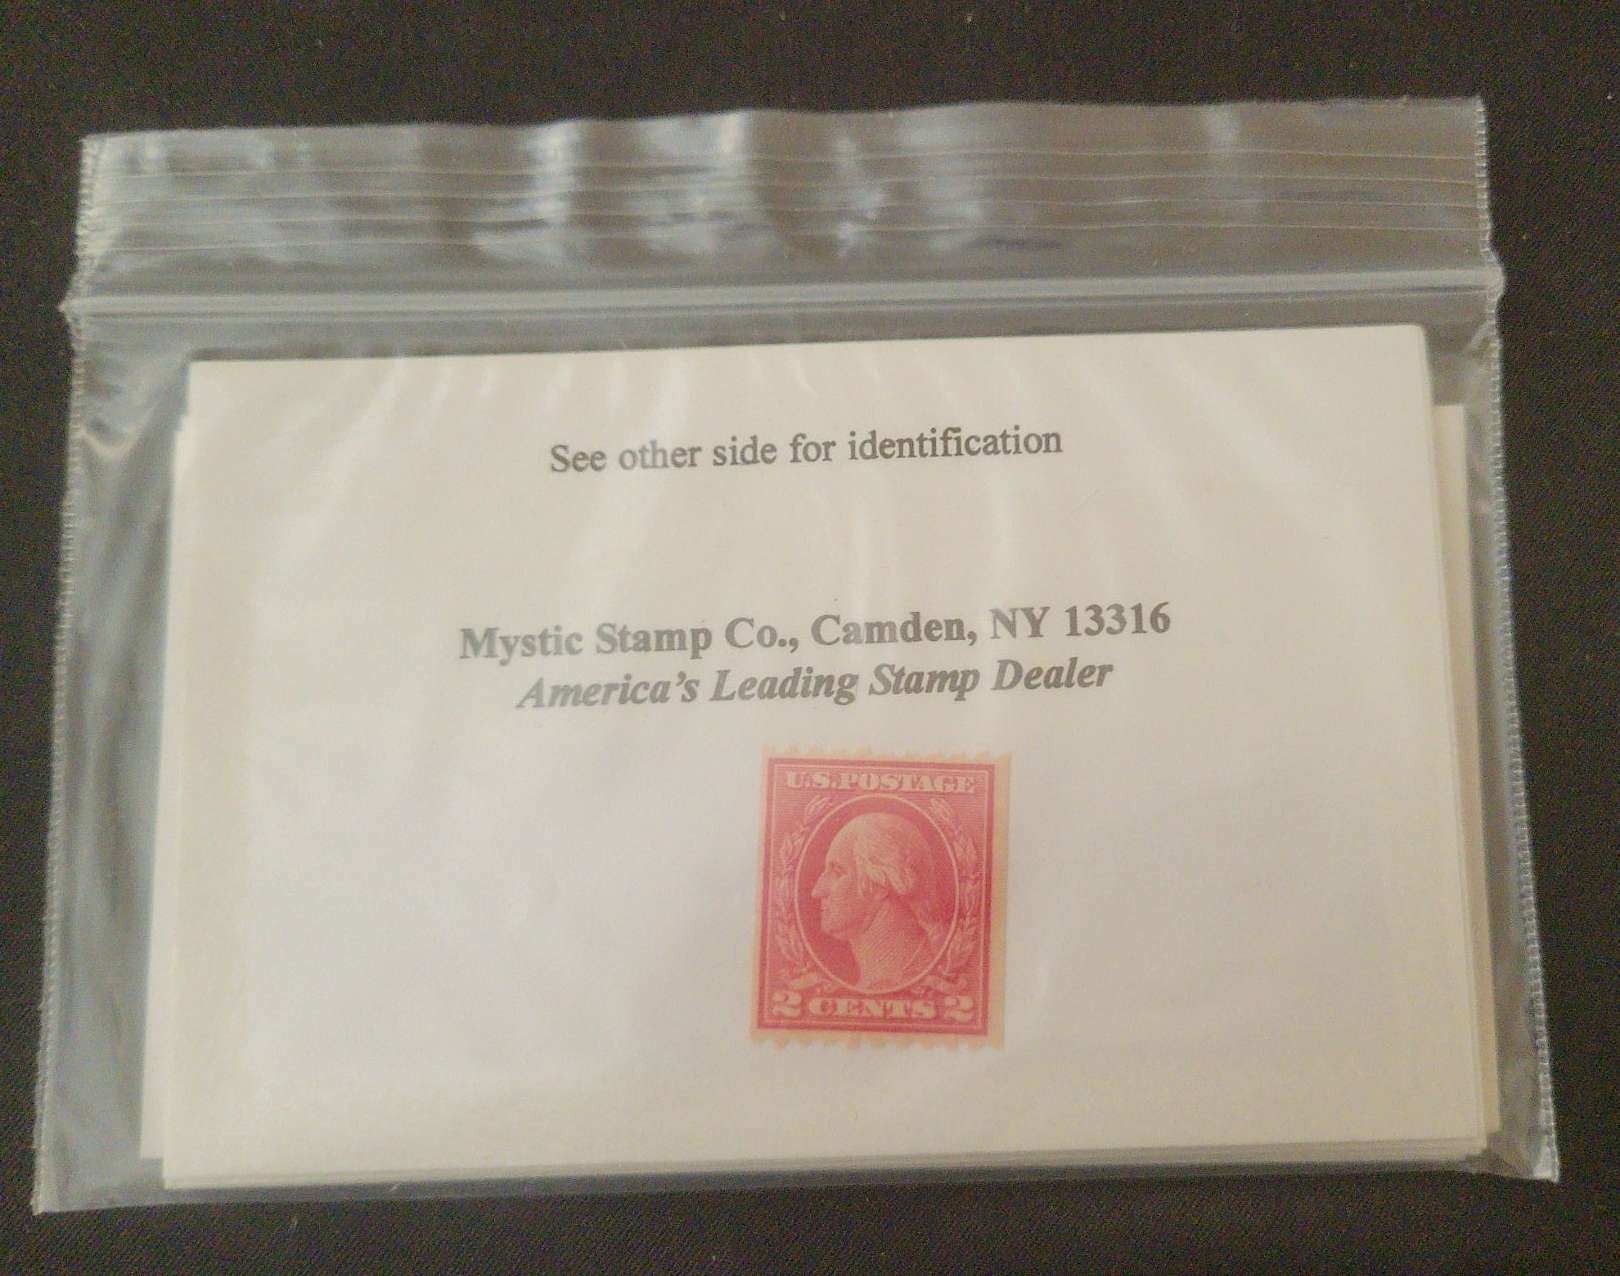 See other side for identification
Mystic Stamp Co., Camden, NY 13316
America's Leading Stamp Dealer
U.S. POSTAGE
2 CENTS 2